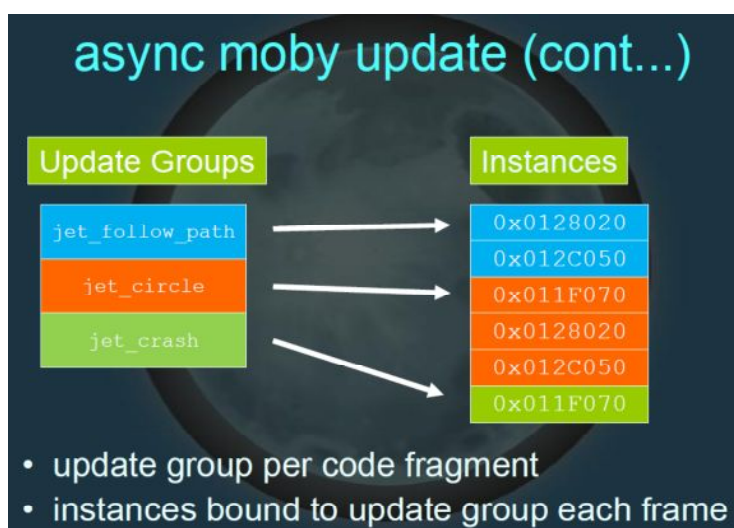 async moby update (cont...)
Update Groups
Instances
jet_follow_path
jet_circle
jet_crash
0x0128020
0x012C050
0x011F070
0x0128020
0x012C050
0x011F070
• update group per code fragment
• instances bound to update group each frame